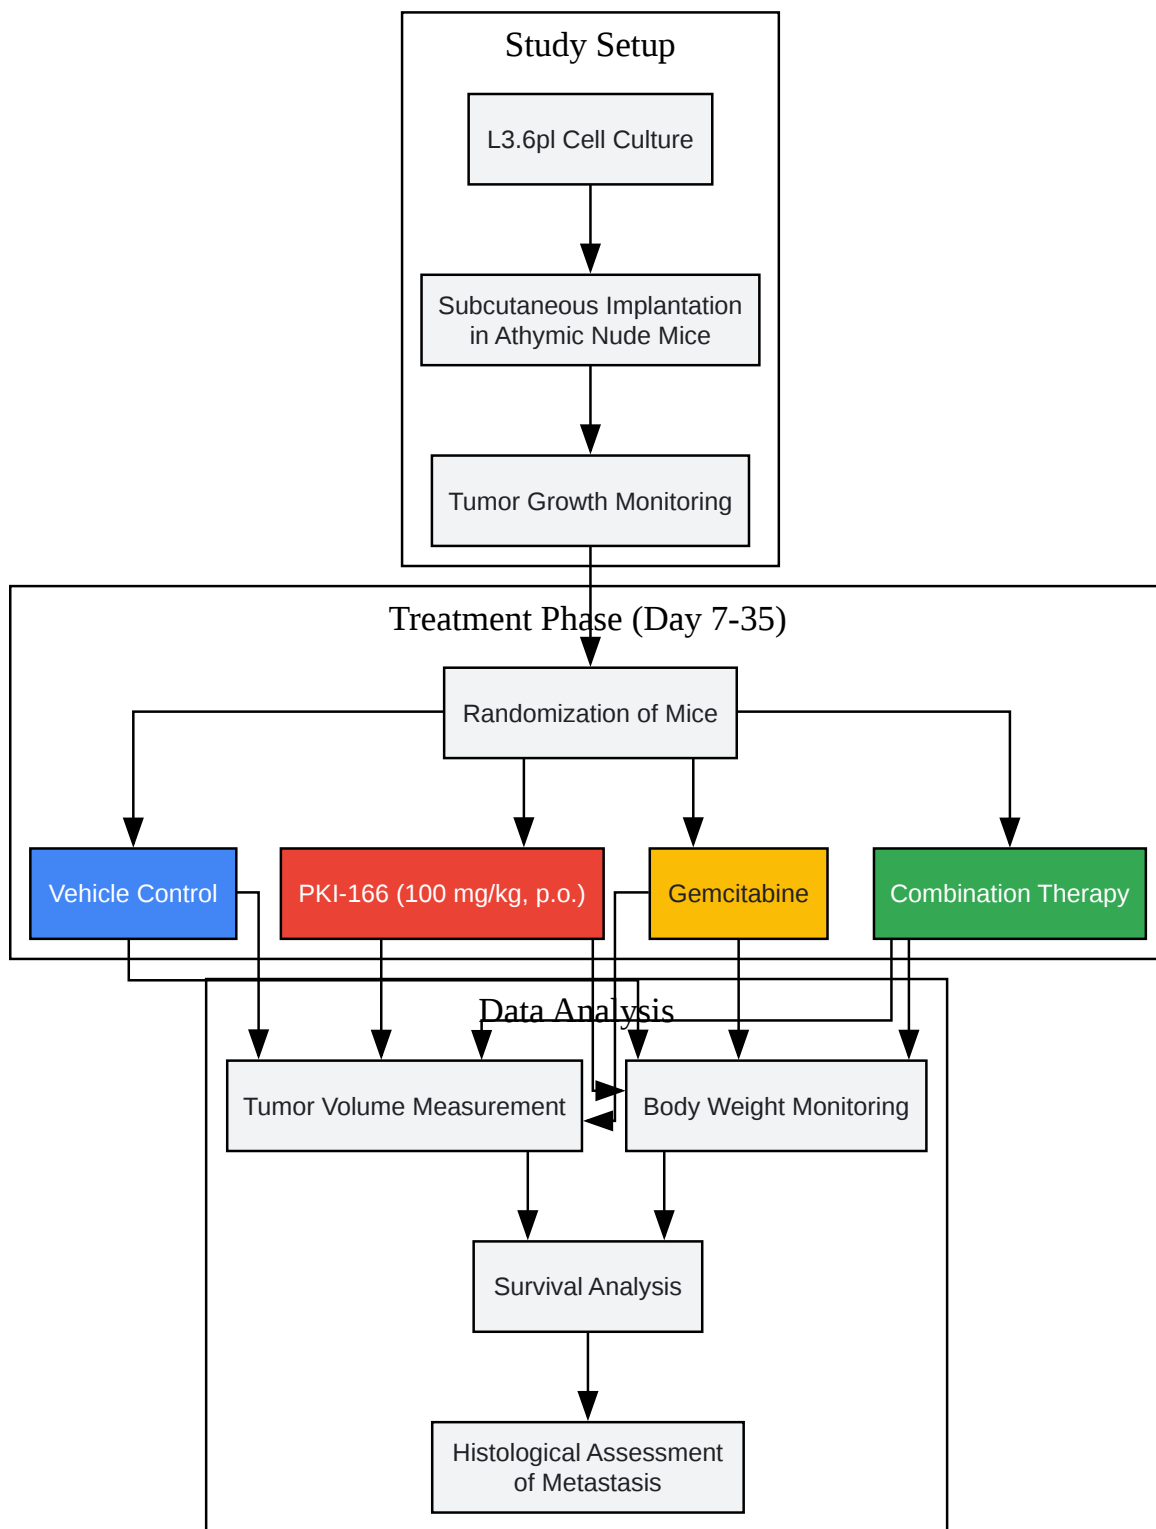 Study Setup
L3.6pl Cell Culture
Subcutaneous Implantation
in Athymic Nude Mice
Tumor Growth Monitoring
Treatment Phase (Day 7-35)
Randomization of Mice
Vehicle Control
PKI-166 (100 mg/kg, p.o.)
Gemcitabine
Combination Therapy
Data Analysis
Tumor Volume Measurement
Body Weight Monitoring
Survival Analysis
Histological Assessment
of Metastasis